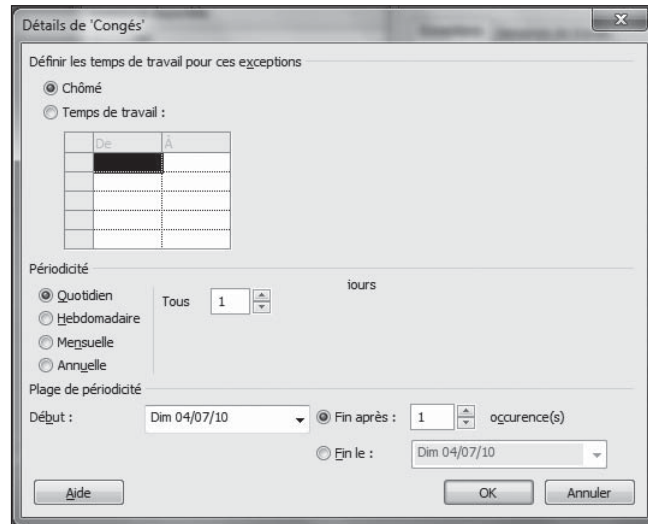 Détails de 'Congés'
Définir les temps de travail pour ces exceptions
Chômé
Temps de travail :
De À
Périodicité
Quotidien
Tous 1 jours
Hebdomadaire
Mensuelle
Annuelle
Plage de périodicité
Début : Dim 04/07/10 Fin après : 1 occurence(s)
Fin le : Dim 04/07/10
Aide OK Annuler